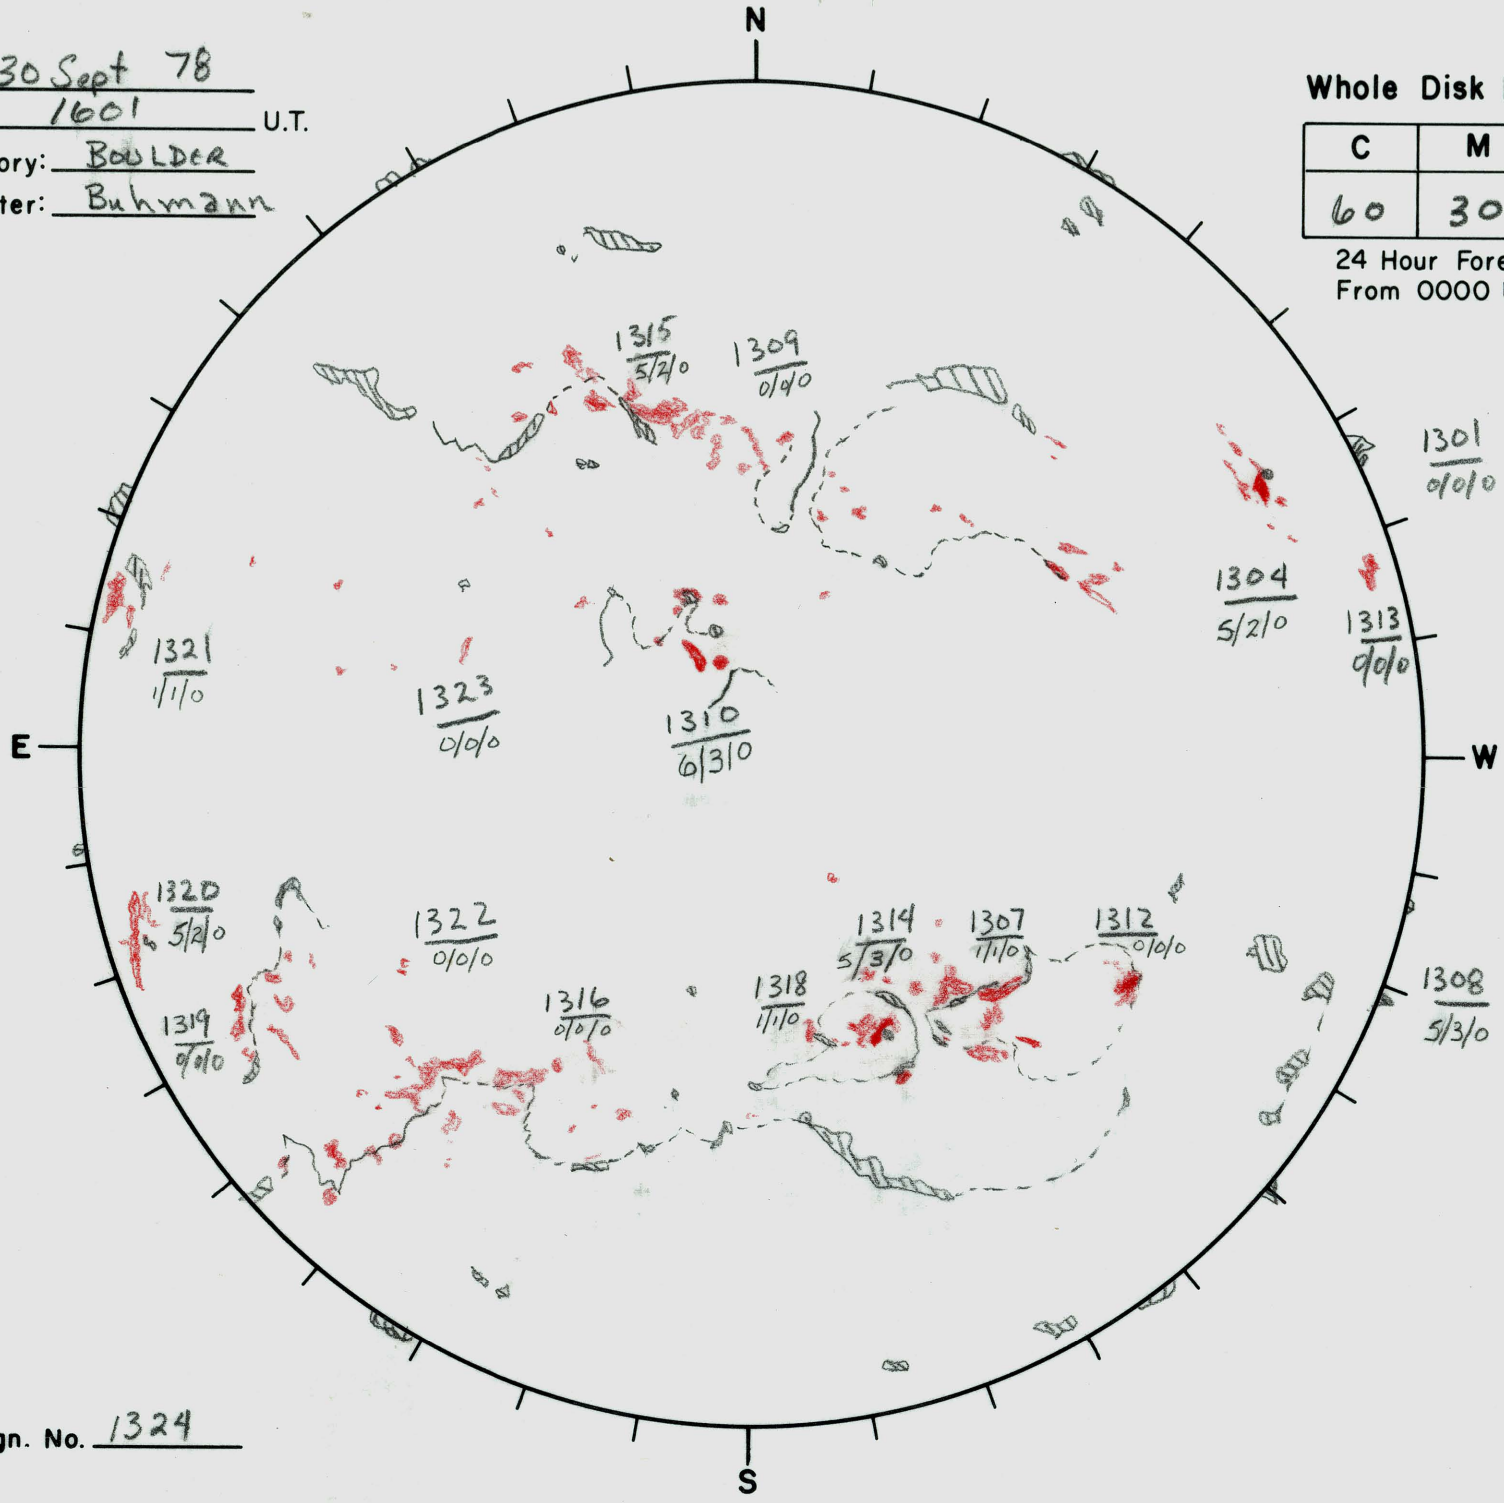 N
30 Sept 78
1601 U.T.
ory: BOULDER
ter: Buhmann
Whole Disk
C M
60 30
24 Hour Fore
From 0000
1315
5/2/0
1309
0/0/0
1301
0/0/0
1304
5/2/0
1313
0/0/0
1321
1/1/0
1323
0/0/0
1310
6/3/0
E
W
1320
5/2/0
1322
0/0/0
1314
5/3/0
1307
1/1/0
1312
0/0/0
1318
1/1/0
1316
0/0/0
1308
5/3/0
1319
0/0/0
gn. No. 1324
S